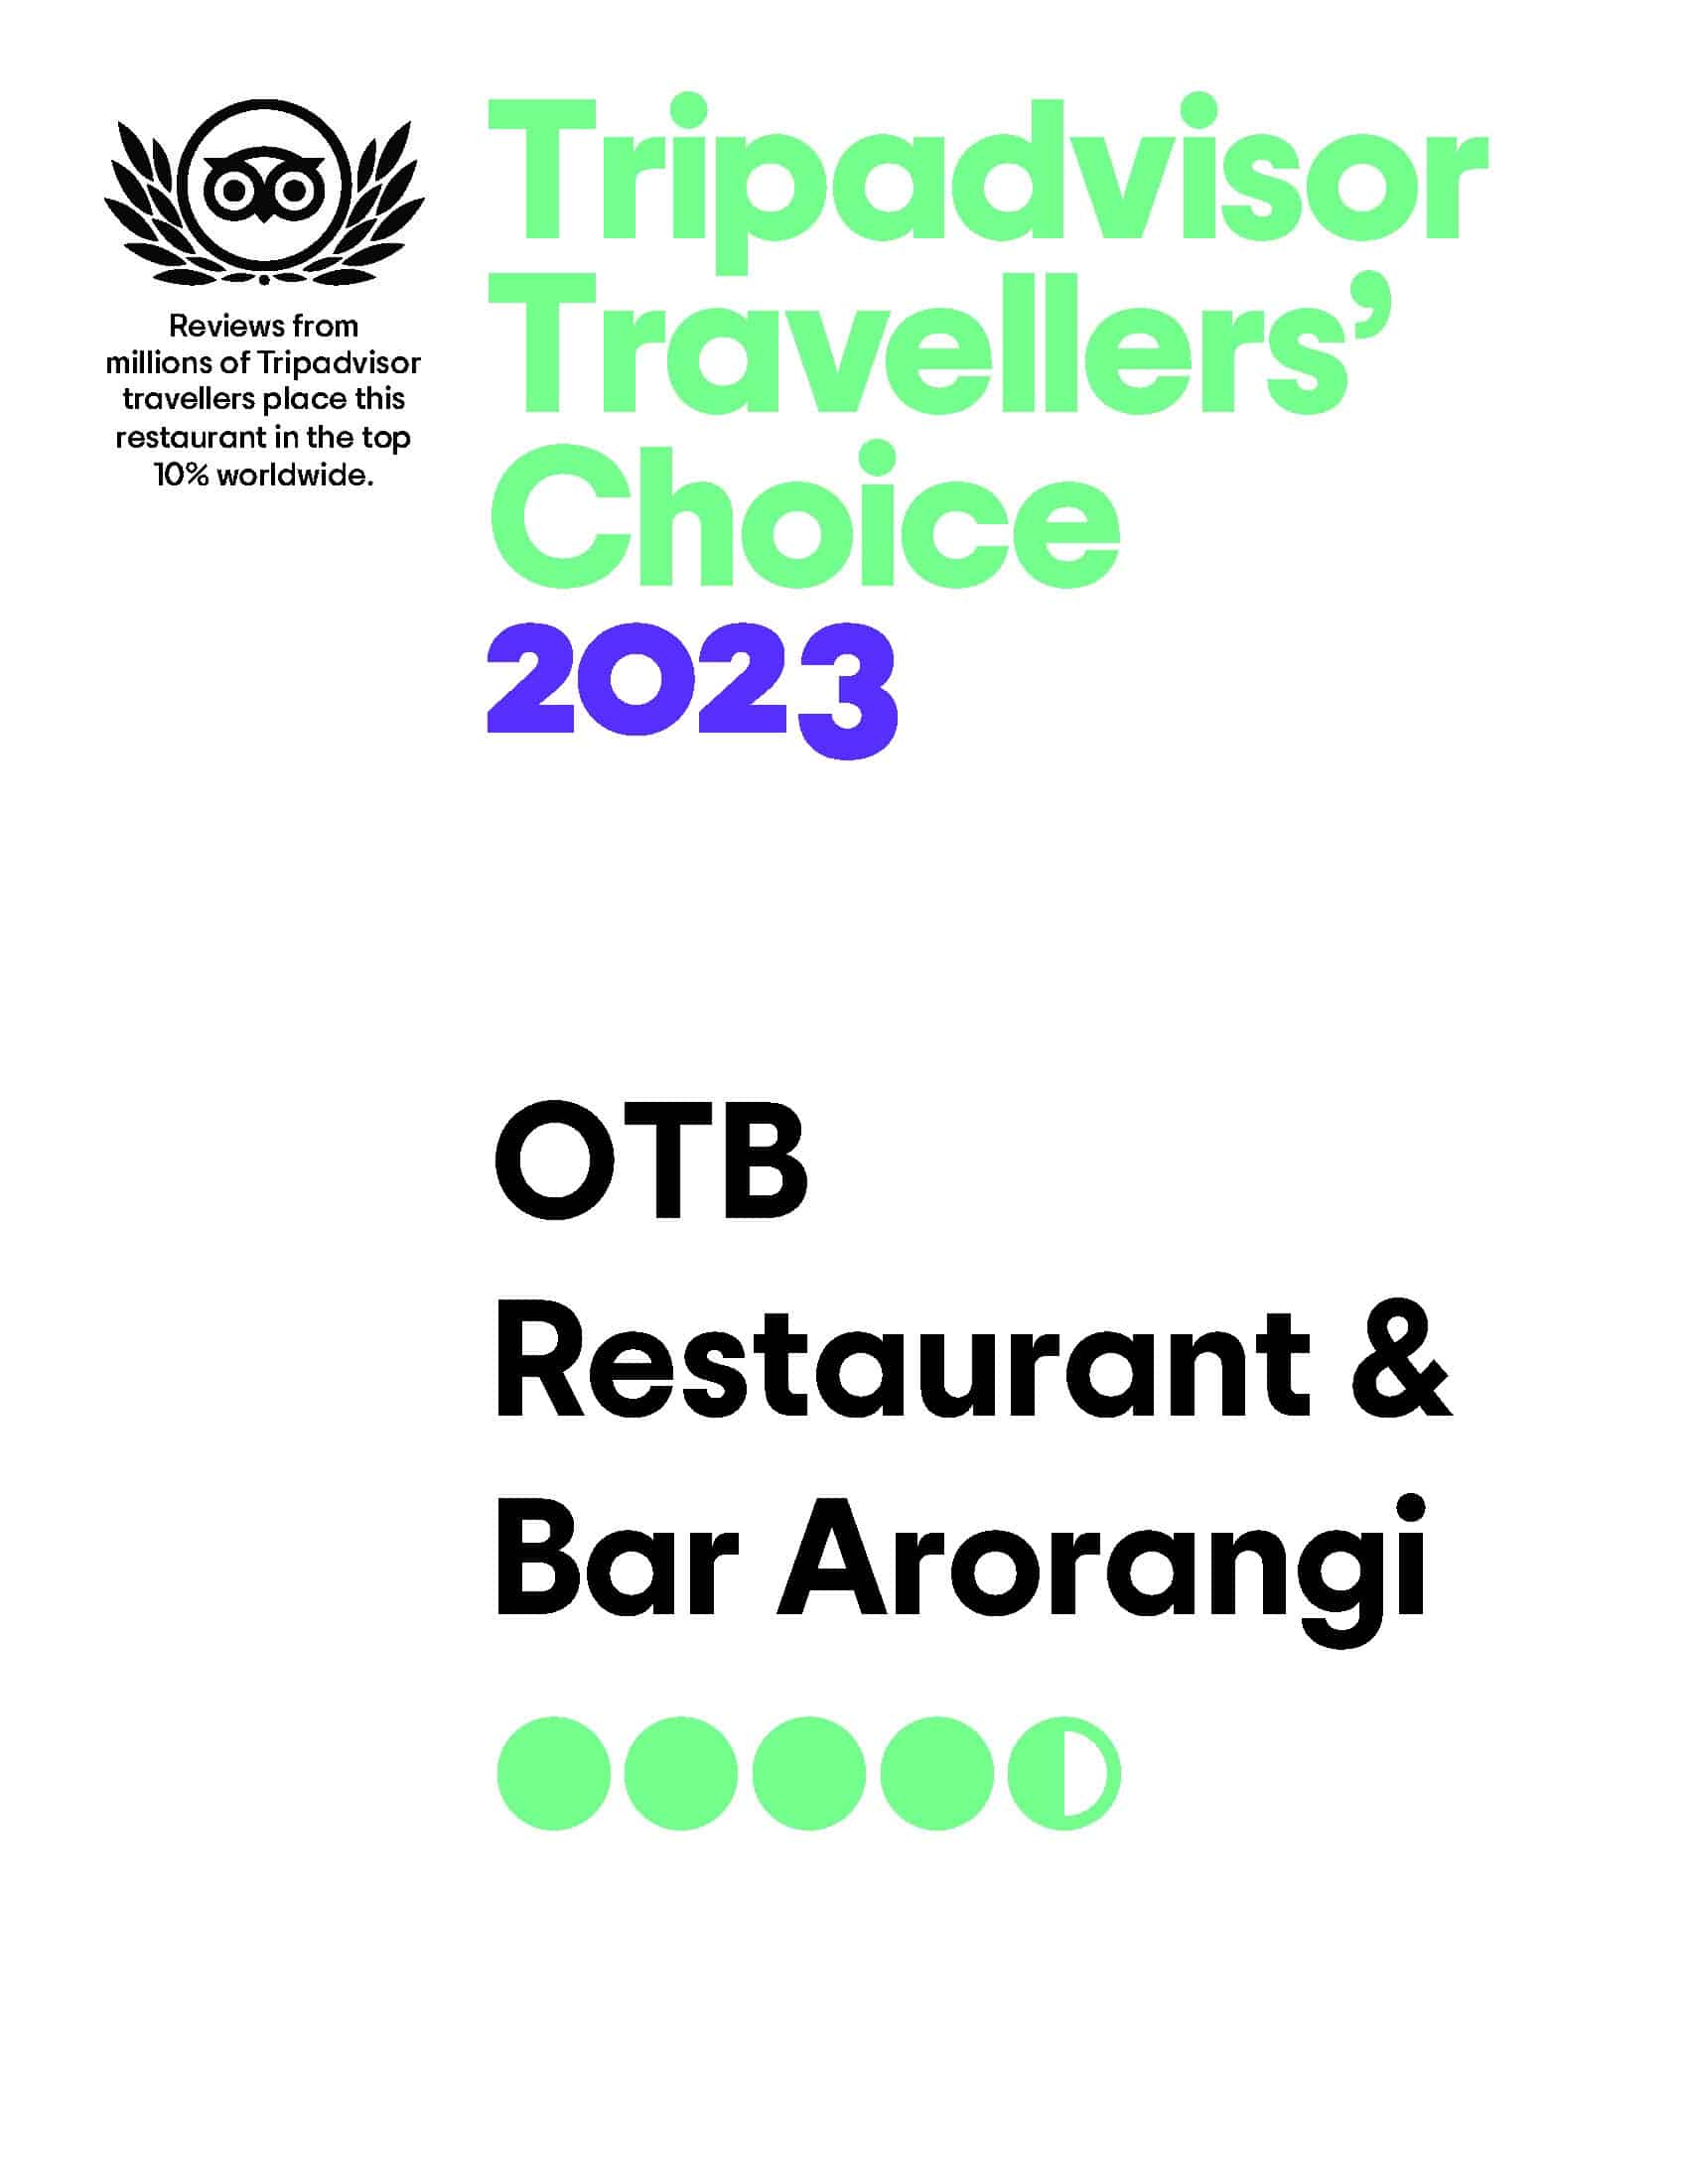 Reviews from
millions of Tripadvisor
travellers place this
restaurant in the top
10% worldwide.
Tripadvisor
Travellers’
Choice
2023
OTB
Restaurant &
Bar Arorangi